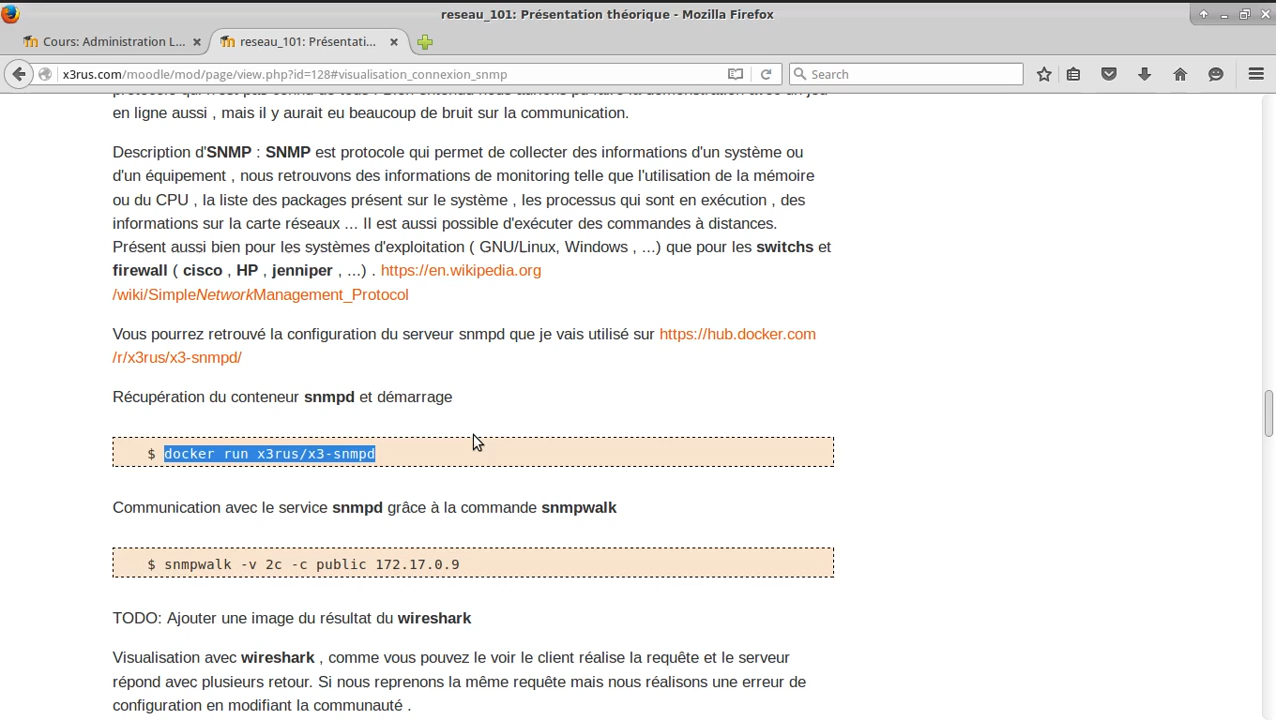 reseau_101: Présentation théorique - Mozilla Firefox
Cours: Administration L... reseau_101: Présentati...
x3rus.com/moodle/mod/page/view.php?id=128#visualisation_connexion_snmp Search
en ligne aussi , mais il y aurait eu beaucoup de bruit sur la communication.
Description d'SNMP : SNMP est protocole qui permet de collecter des informations d'un système ou
d'un équipement , nous retrouvons des informations de monitoring telle que l'utilisation de la mémoire
ou du CPU , la liste des packages présent sur le système , les processus qui sont en exécution , des
informations sur la carte réseaux ... Il est aussi possible d'exécuter des commandes à distances.
Présent aussi bien pour les systèmes d'exploitation ( GNU/Linux, Windows , ...) que pour les switchs et
firewall ( cisco , HP , jenniper , ...) . https://en.wikipedia.org
/wiki/SimpleNetworkManagement_Protocol
Vous pourrez retrouvé la configuration du serveur snmpd que je vais utilisé sur https://hub.docker.com
/r/x3rus/x3-snmpd/
Récupération du conteneur snmpd et démarrage
$ docker run x3rus/x3-snmpd
Communication avec le service snmpd grâce à la commande snmpwalk
$ snmpwalk -v 2c -c public 172.17.0.9
TODO: Ajouter une image du résultat du wireshark
Visualisation avec wireshark , comme vous pouvez le voir le client réalise la requête et le serveur
répond avec plusieurs retour. Si nous reprenons la même requête mais nous réalisons une erreur de
configuration en modifiant la communauté .